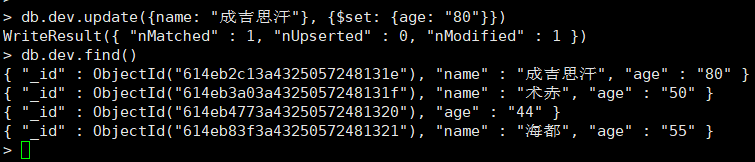 > db.dev.update({name: "成吉思汗"}, {$set: {age: "80"}})
WriteResult({ "nMatched" : 1, "nUpserted" : 0, "nModified" : 1 })
> db.dev.find()
{ "_id" : ObjectId("614eb2c13a4325057248131e"), "name" : "成吉思汗", "age" : "80" }
{ "_id" : ObjectId("614eb3a03a4325057248131f"), "name" : "术赤", "age" : "50" }
{ "_id" : ObjectId("614eb4773a43250572481320"), "age" : "44" }
{ "_id" : ObjectId("614eb83f3a43250572481321"), "name" : "海都", "age" : "55" }
>